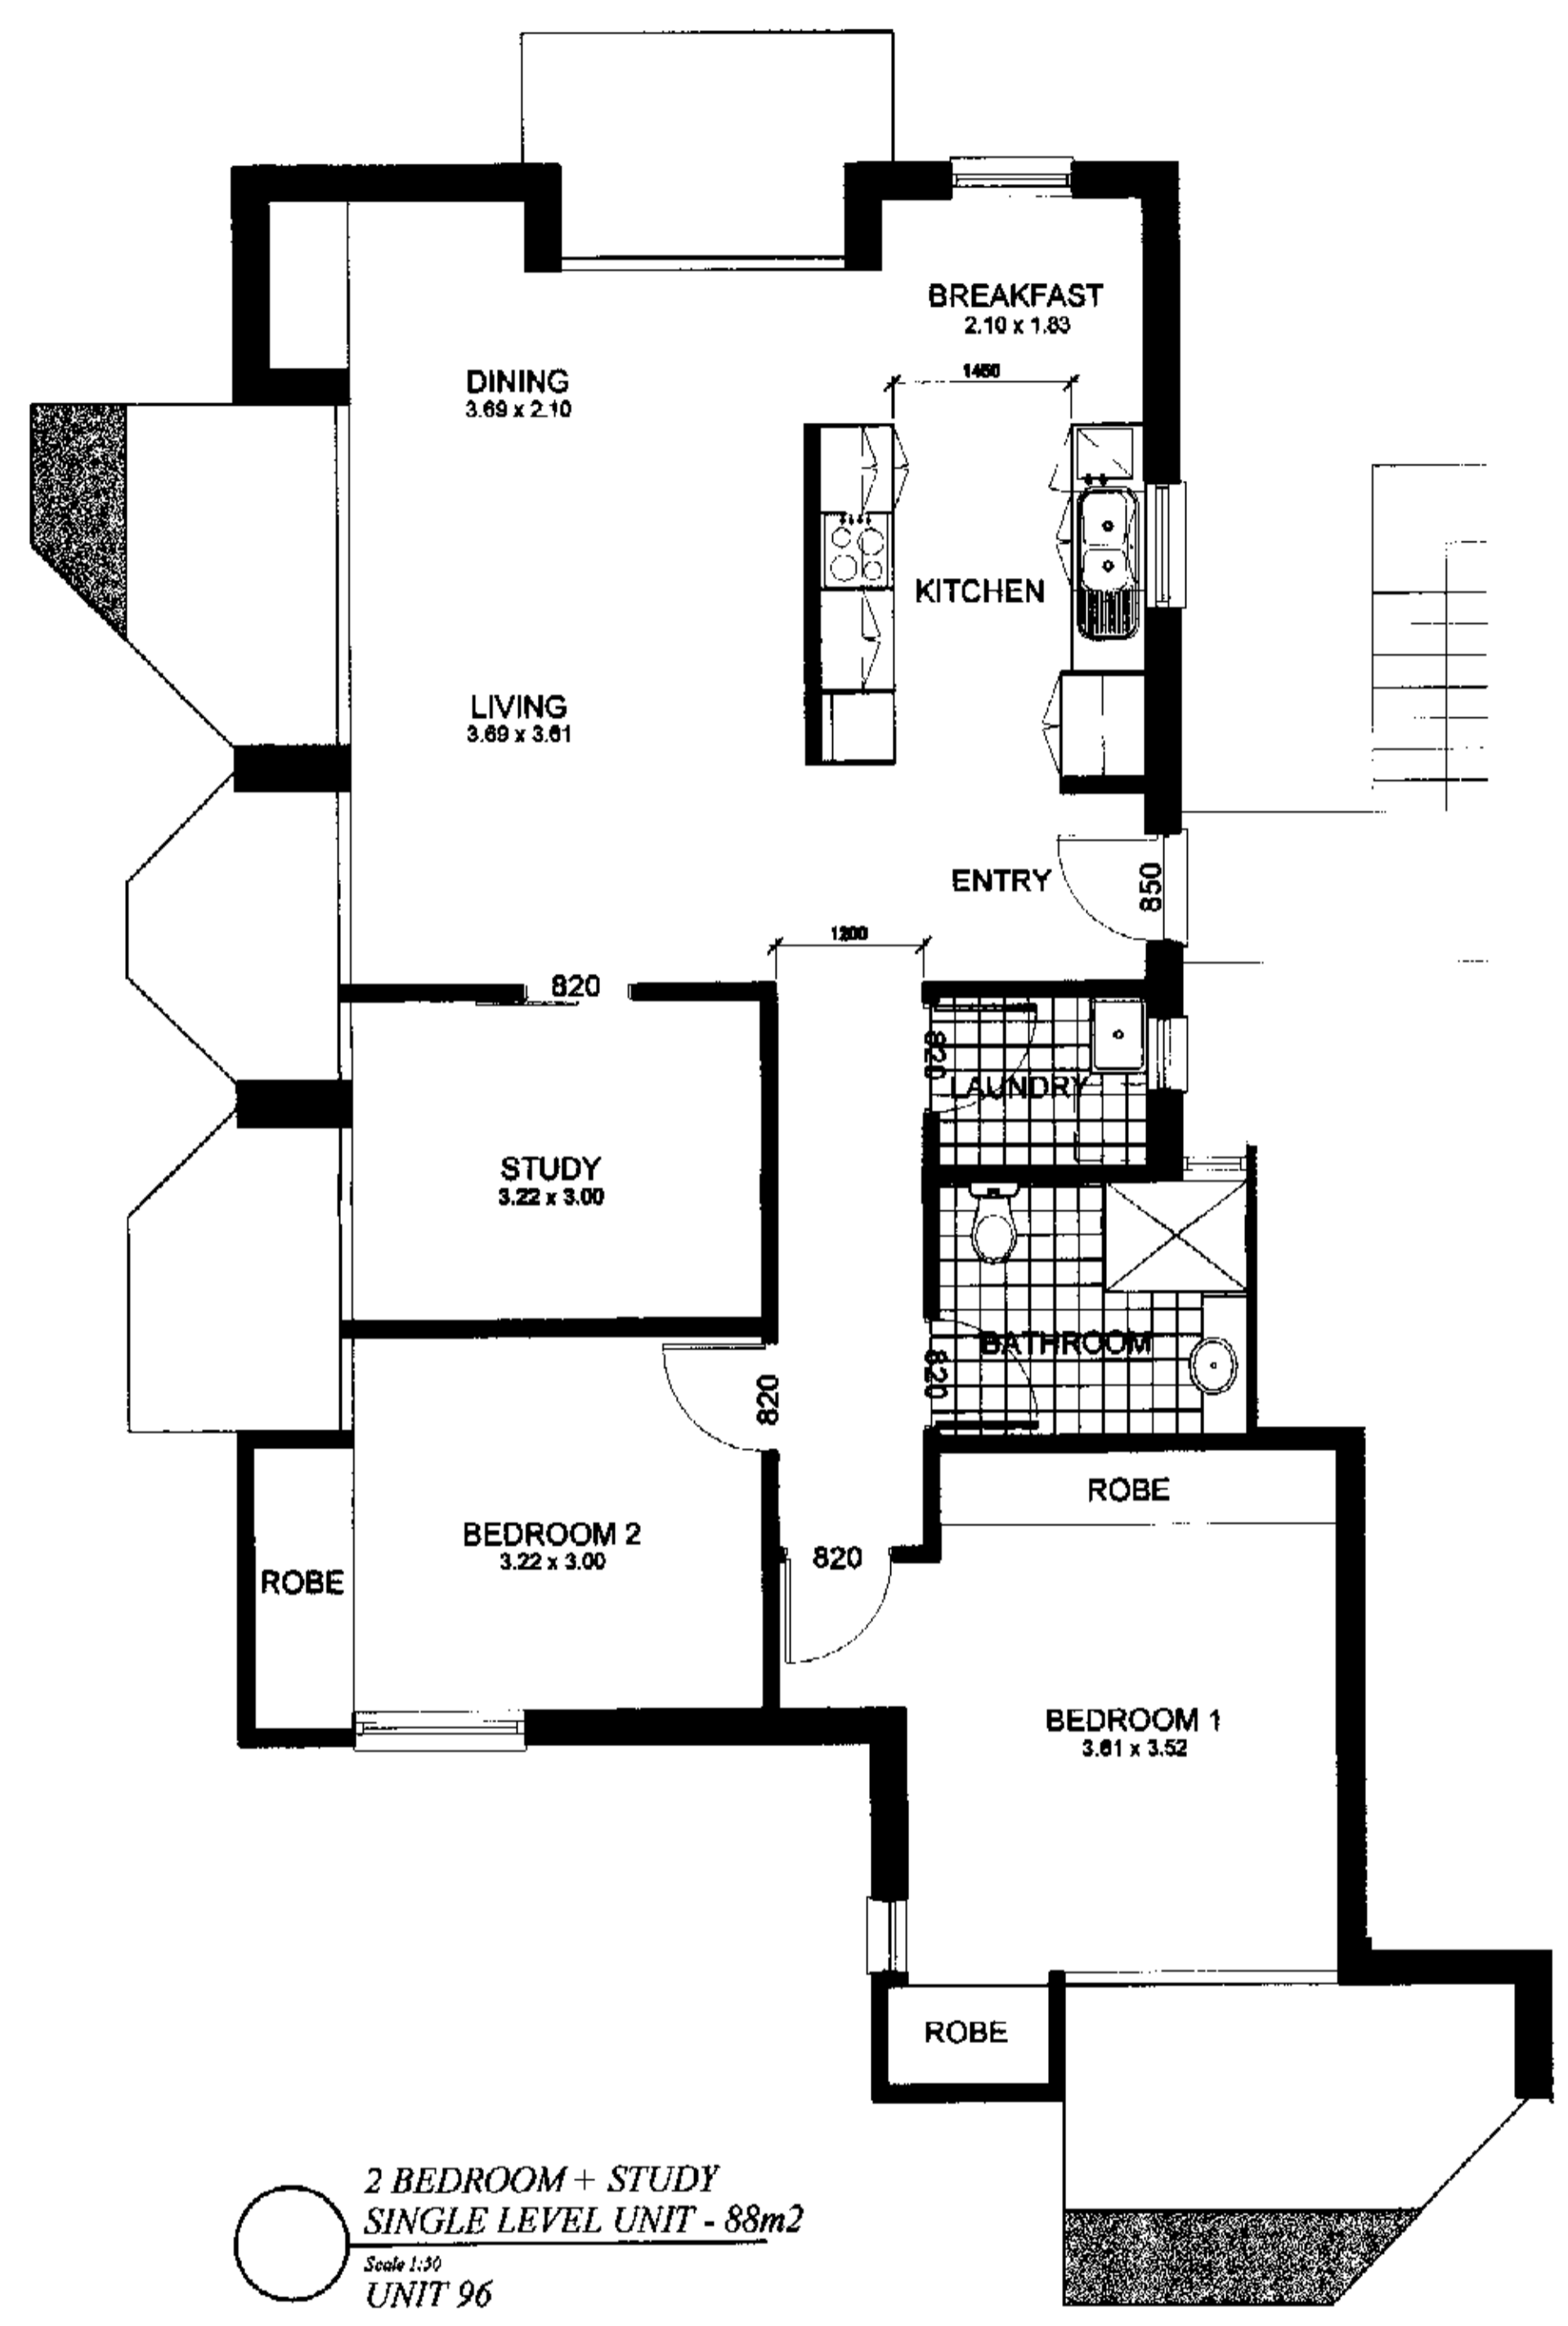 BREAKFAST
2.10 x 1.83
1450
DINING
3.69 x 2.10
KITCHEN
LIVING
3.69 x 3.61
ENTRY
850
1200
820
820
LAUNDRY
STUDY
3.22 x 3.00
BATHROOM
820
820
ROBE
BEDROOM 2
3.22 x 3.00
820
ROBE
BEDROOM 1
3.61 x 3.52
ROBE
2 BEDROOM + STUDY
SINGLE LEVEL UNIT - 88m2
Scale 1:50
UNIT 96